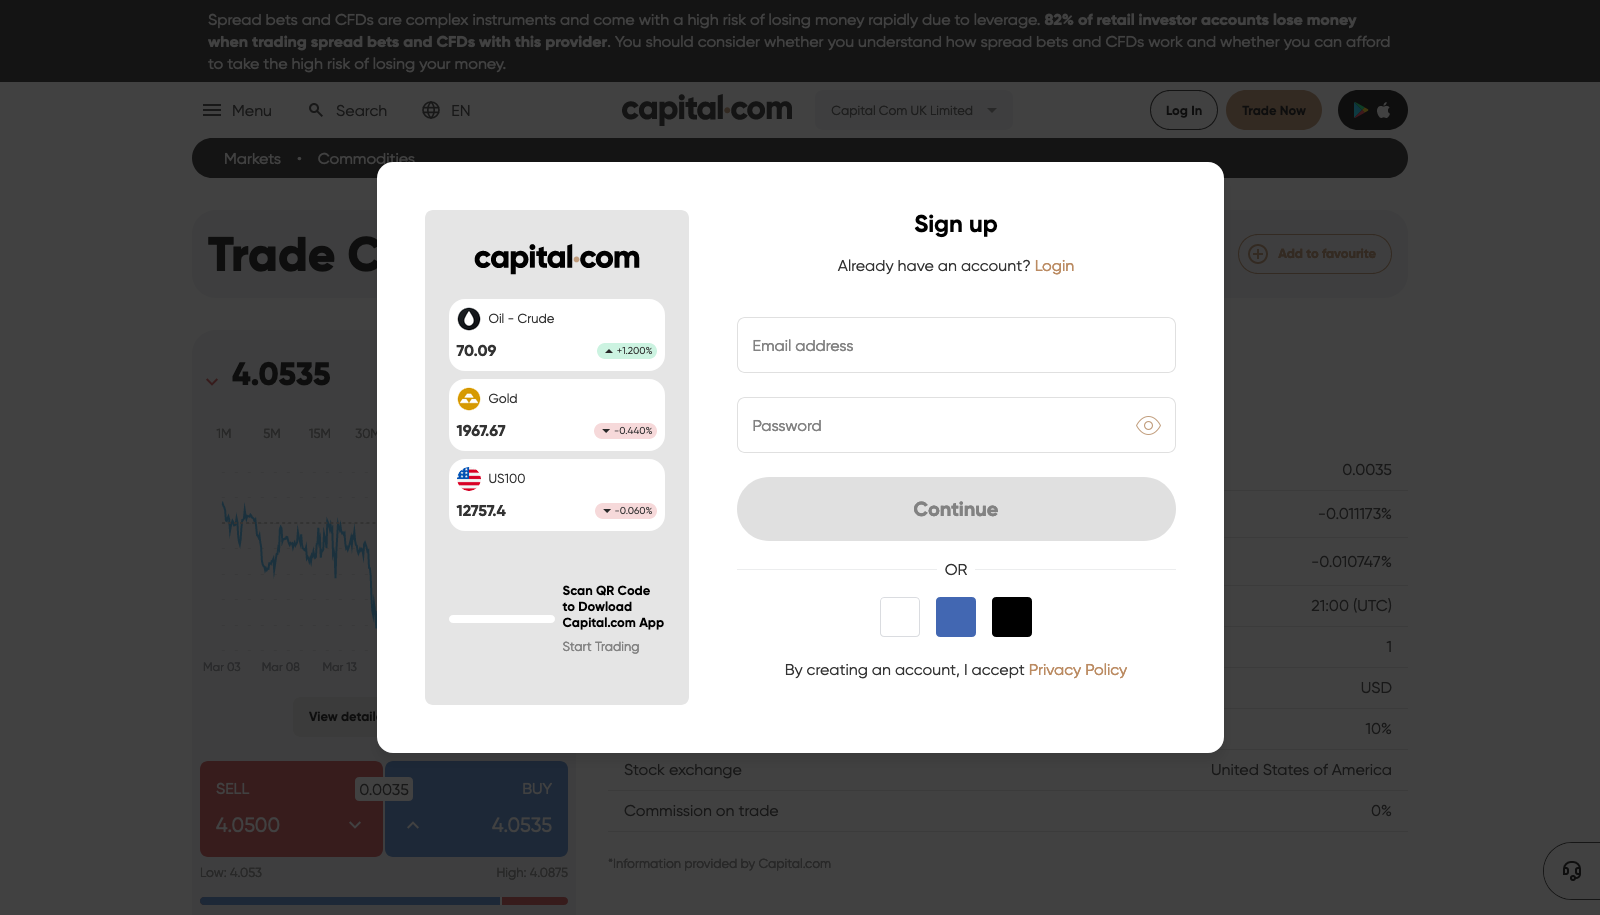 Spread bets and CFDs are complex instruments and come with a high risk of losing money rapidly due to leverage. 82% of retail investor accounts lose money
when trading spread bets and CFDs with this provider. You should consider whether you understand how spread bets and CFDs work and whether you can afford
to take the high risk of losing your money.
Menu Search EN capital.com Capital Com UK Limited Log In Trade Now
Markets • Commodities
Trade C
Add to favourite
4.0535
1M 5M 15M 30M
Mar 03 Mar 08 Mar 13
View details
capital.com
Oil - Crude
70.09 +1.200%
Gold
1967.67 -0.440%
US100
12757.4 -0.060%
Scan QR Code
to Dowload
Capital.com App
Start Trading
Sign up
Already have an account? Login
Email address
Password
Continue
OR
By creating an account, I accept Privacy Policy
0.0035
-0.011173%
-0.010747%
21:00 (UTC)
1
USD
10%
Stock exchange United States of America
Commission on trade 0%
*Information provided by Capital.com
SELL 0.0035 BUY
4.0500 4.0535
Low: 4.053 High: 4.0875